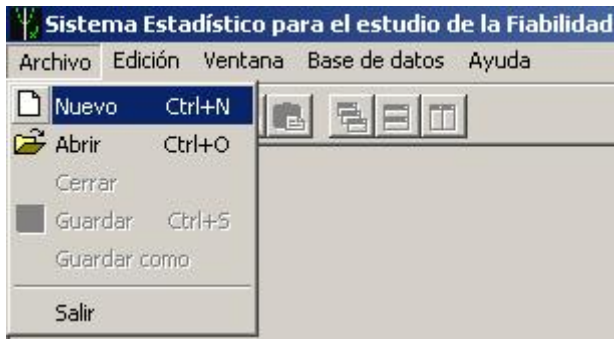 Sistema Estadístico para el estudio de la Fiabilidad
Archivo Edición Ventana Base de datos Ayuda
Nuevo Ctrl+N
Abrir Ctrl+O
Cerrar
Guardar Ctrl+S
Guardar como
Salir